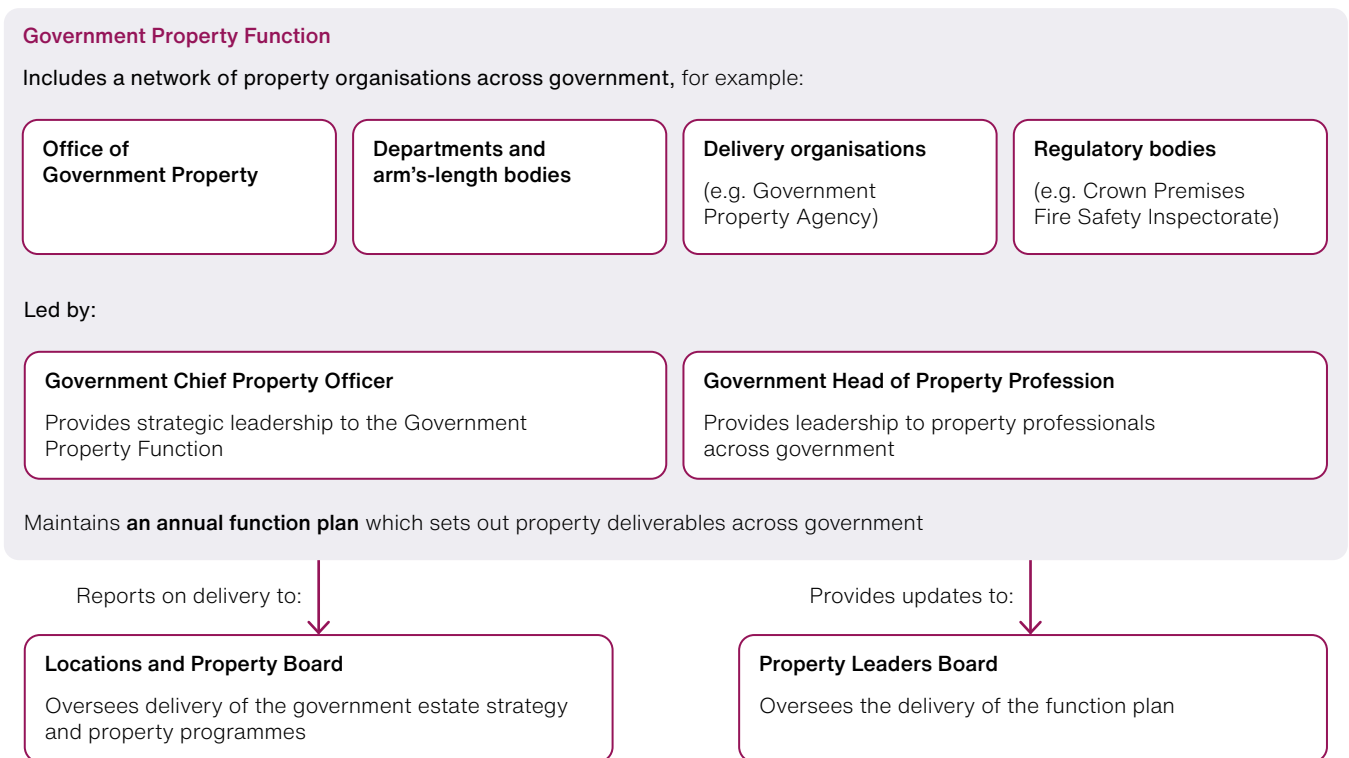 Government Property Function
Includes a network of property organisations across government, for example:
Office of
Government Property
Departments and
arm's-length bodies
Delivery organisations
(e.g. Government
Property Agency)
Regulatory bodies
(e.g. Crown Premises
Fire Safety Inspectorate)
Led by:
Government Chief Property Officer
Provides strategic leadership to the Government
Property Function
Government Head of Property Profession
Provides leadership to property professionals
across government
Maintains an annual function plan which sets out property deliverables across government
Reports on delivery to:
Provides updates to:
Locations and Property Board
Oversees delivery of the government estate strategy
and property programmes
Property Leaders Board
Oversees the delivery of the function plan